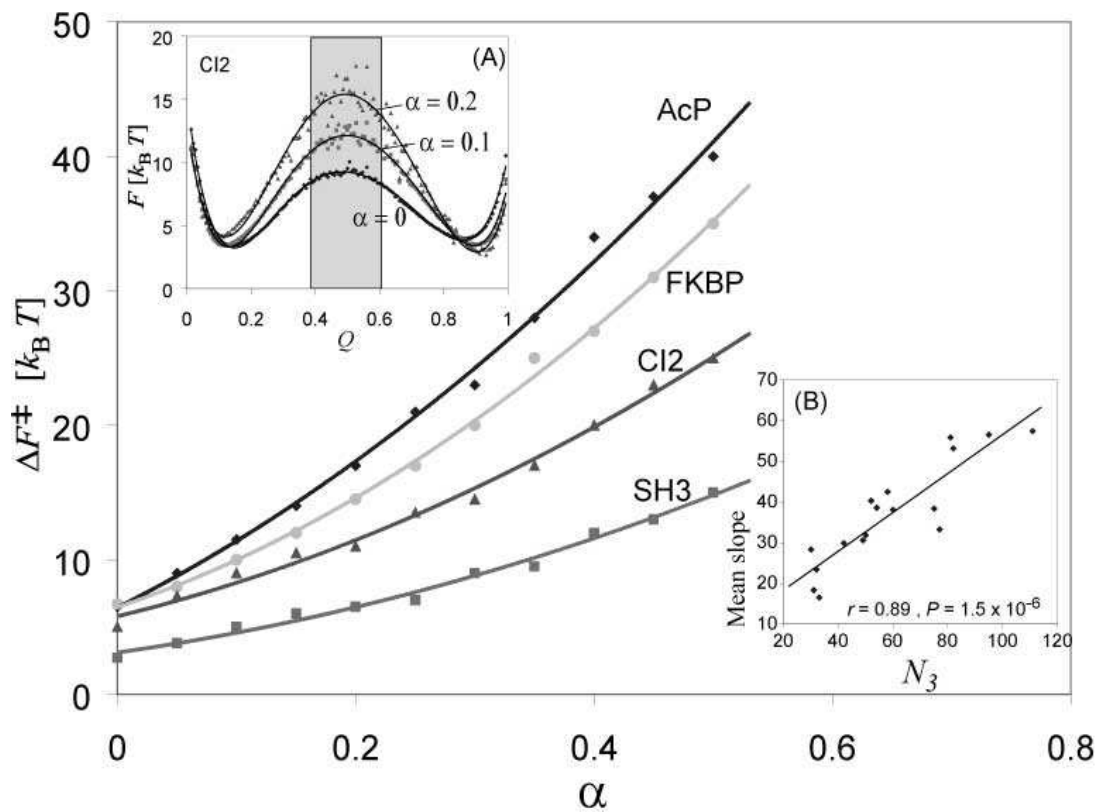 50
40
30
20
10
0
ΔF‡ [k_B T]
0
0.2
0.4
0.6
0.8
α
AcP
FKBP
CI2
SH3
CI2
(A)
20
15
10
5
0
F [k_B T]
α = 0.2
α = 0.1
α = 0
0
0.2
0.4
0.6
0.8
1
Q
(B)
70
60
50
40
30
20
10
Mean slope
r = 0.89 , P = 1.5 x 10⁻⁶
20
40
60
80
100
120
N₃